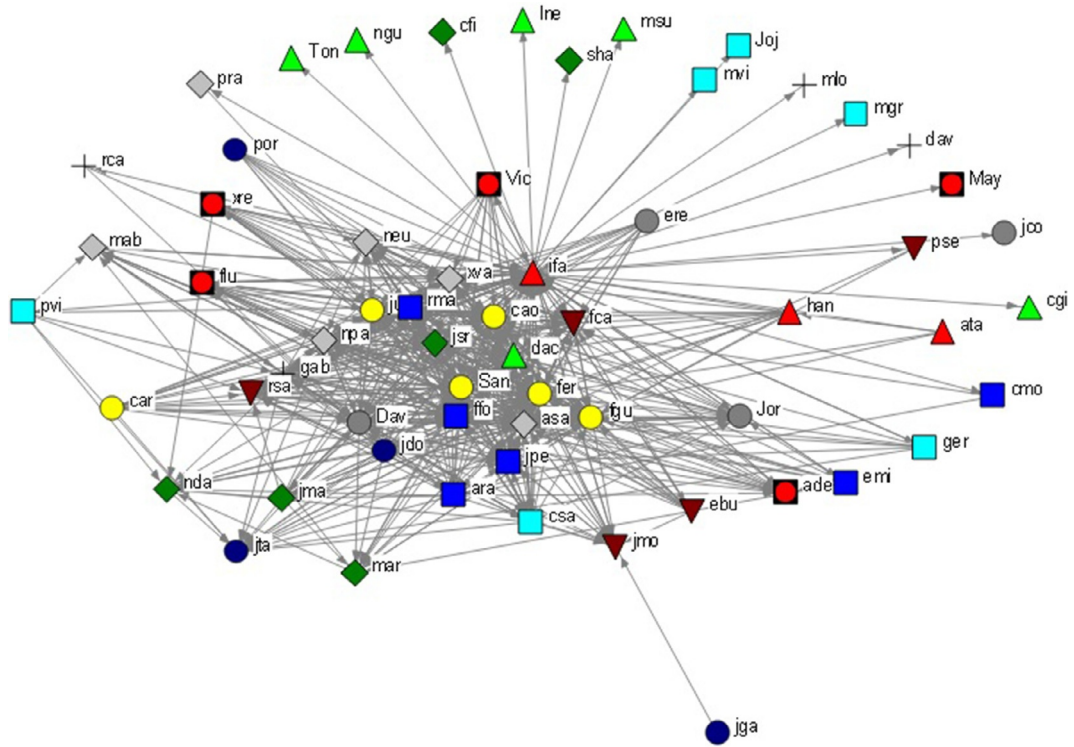 lne
cfi
msu
ngu
Ton
sha
Joj
mvi
pra
mlo
mgr
por
dav
rca
Vic
May
xre
ere
jco
neu
mab
pse
xva
ifa
flu
rma
cao
fca
han
cgi
pvi
npa
jsr
dac
ata
gab
rsa
San
fer
cmo
car
Dav
ffo
asa
fgu
Jor
jdo
jpe
ger
nda
jma
ara
ade
emi
csa
ebu
jta
jmo
mar
jga